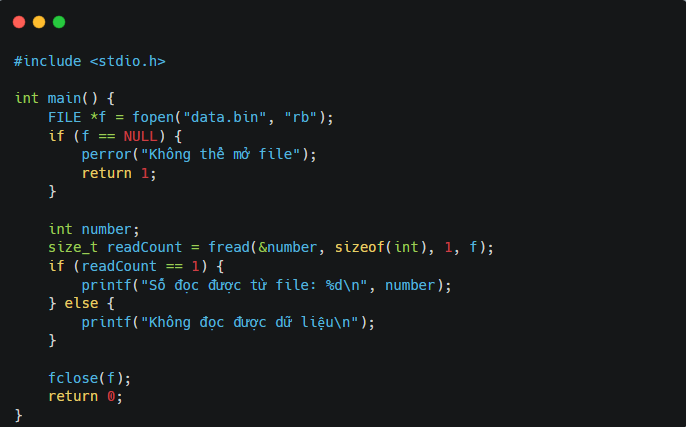 #include <stdio.h>
int main() {
    FILE *f = fopen("data.bin", "rb");
    if (f == NULL) {
        perror("Không thể mở file");
        return 1;
    }
    int number;
    size_t readCount = fread(&number, sizeof(int), 1, f);
    if (readCount == 1) {
        printf("Số đọc được từ file: %d\n", number);
    } else {
        printf("Không đọc được dữ liệu\n");
    }
    fclose(f);
    return 0;
}